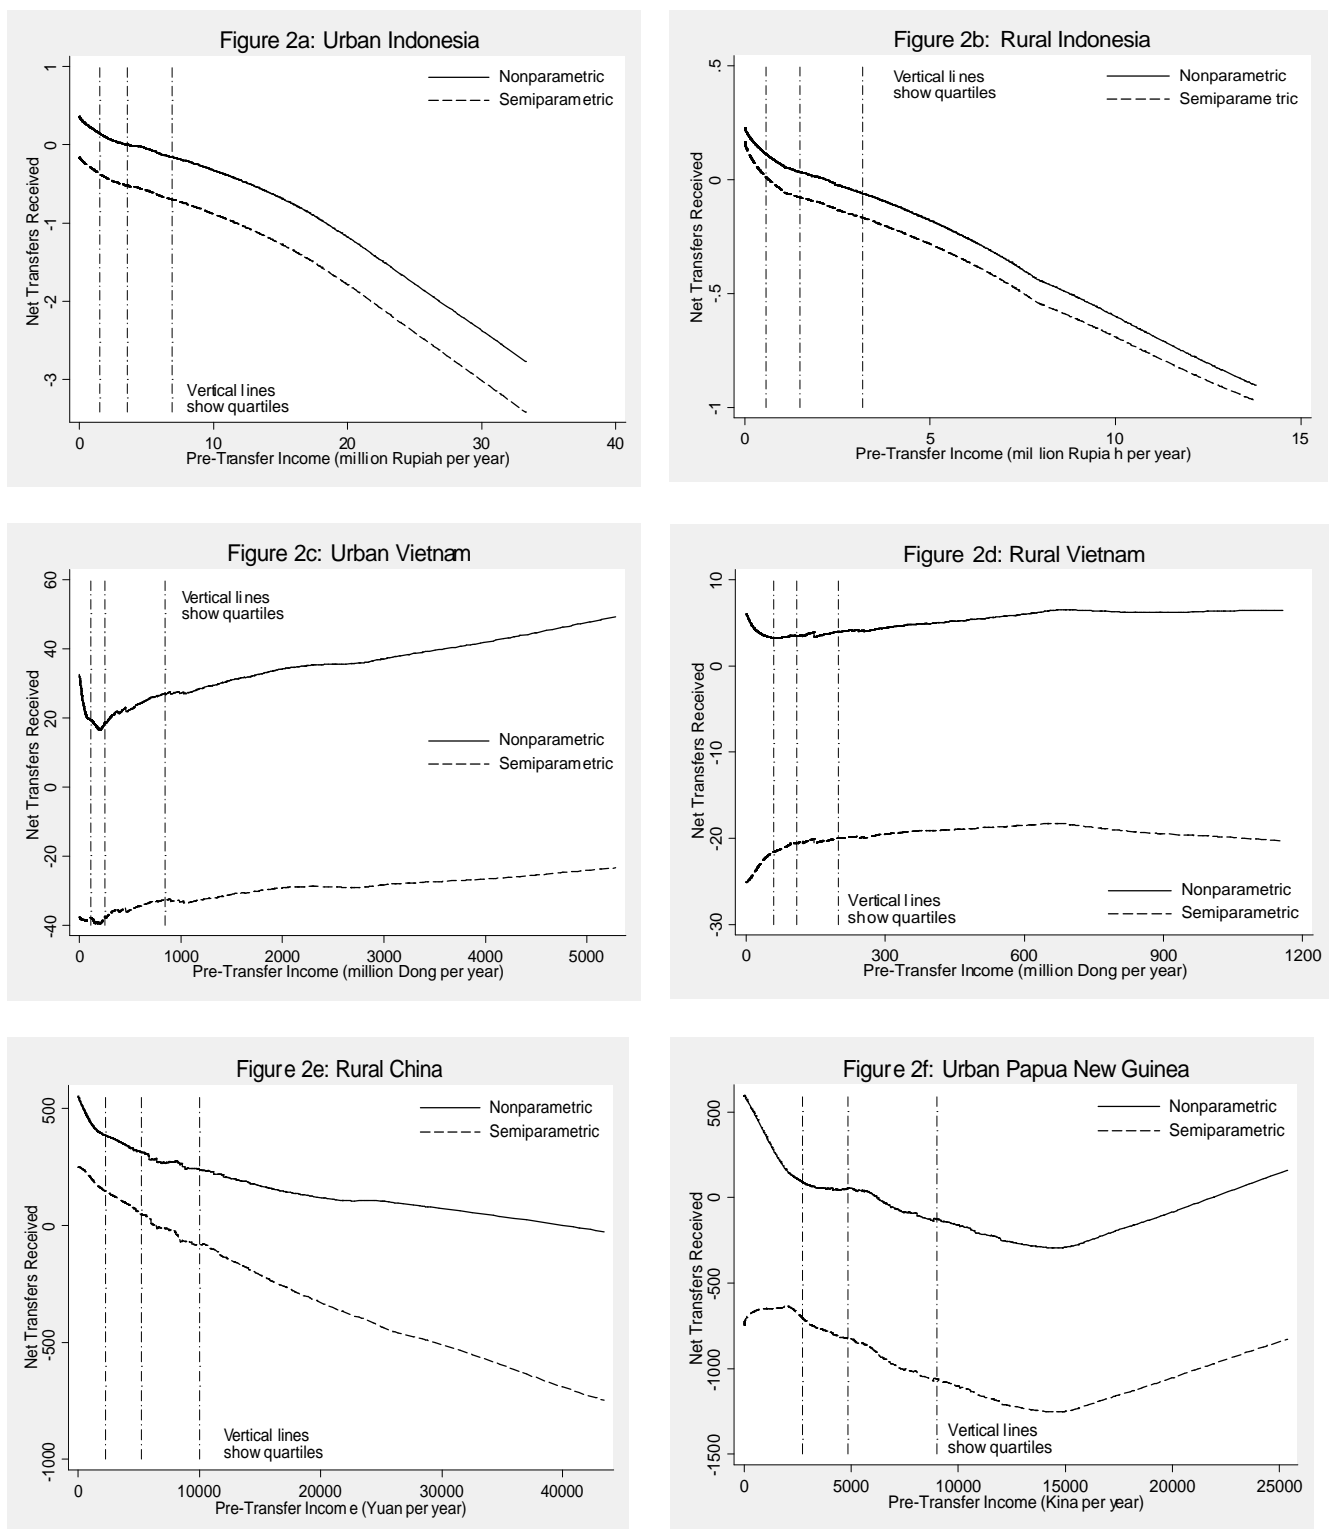 Figure 2a: Urban Indonesia
Nonparametric
Semiparametric
Net Transfers Received
1
0
-1
-2
-3
Vertical lines
show quartiles
0 10 20 30 40
Pre-Transfer Income (million Rupiah per year)
Figure 2b: Rural Indonesia
Vertical lines
show quartiles
Nonparametric
Semiparame tric
Net Transfers Received
.5
0
-.5
-1
0 5 10 15
Pre-Transfer Income (mil lion Rupia h per year)
Figure 2c: Urban Vietnam
Vertical lines
show quartiles
Nonparametric
Semiparametric
Net Transfers Received
60
40
20
0
-20
-40
0 1000 2000 3000 4000 5000
Pre-Transfer Income (million Dong per year)
Figure 2d: Rural Vietnam
Net Transfers Received
10
0
-10
-20
-30
Nonparametric
Semiparametric
Vertical lines
show quartiles
0 300 600 900 1200
Pre-Transfer Income (million Dong per year)
Figure 2e: Rural China
Nonparametric
Semiparametric
Net Transfers Received
500
0
-500
-1000
Vertical lines
show quartiles
0 10000 20000 30000 40000
Pre-Transfer Incom e (Yuan per year)
Figure 2f: Urban Papua New Guinea
Nonparametric
Semiparametric
Net Transfers Received
500
0
-500
-1000
-1500
Vertical lines
show quartiles
0 5000 10000 15000 20000 25000
Pre-Transfer Income (Kina per year)